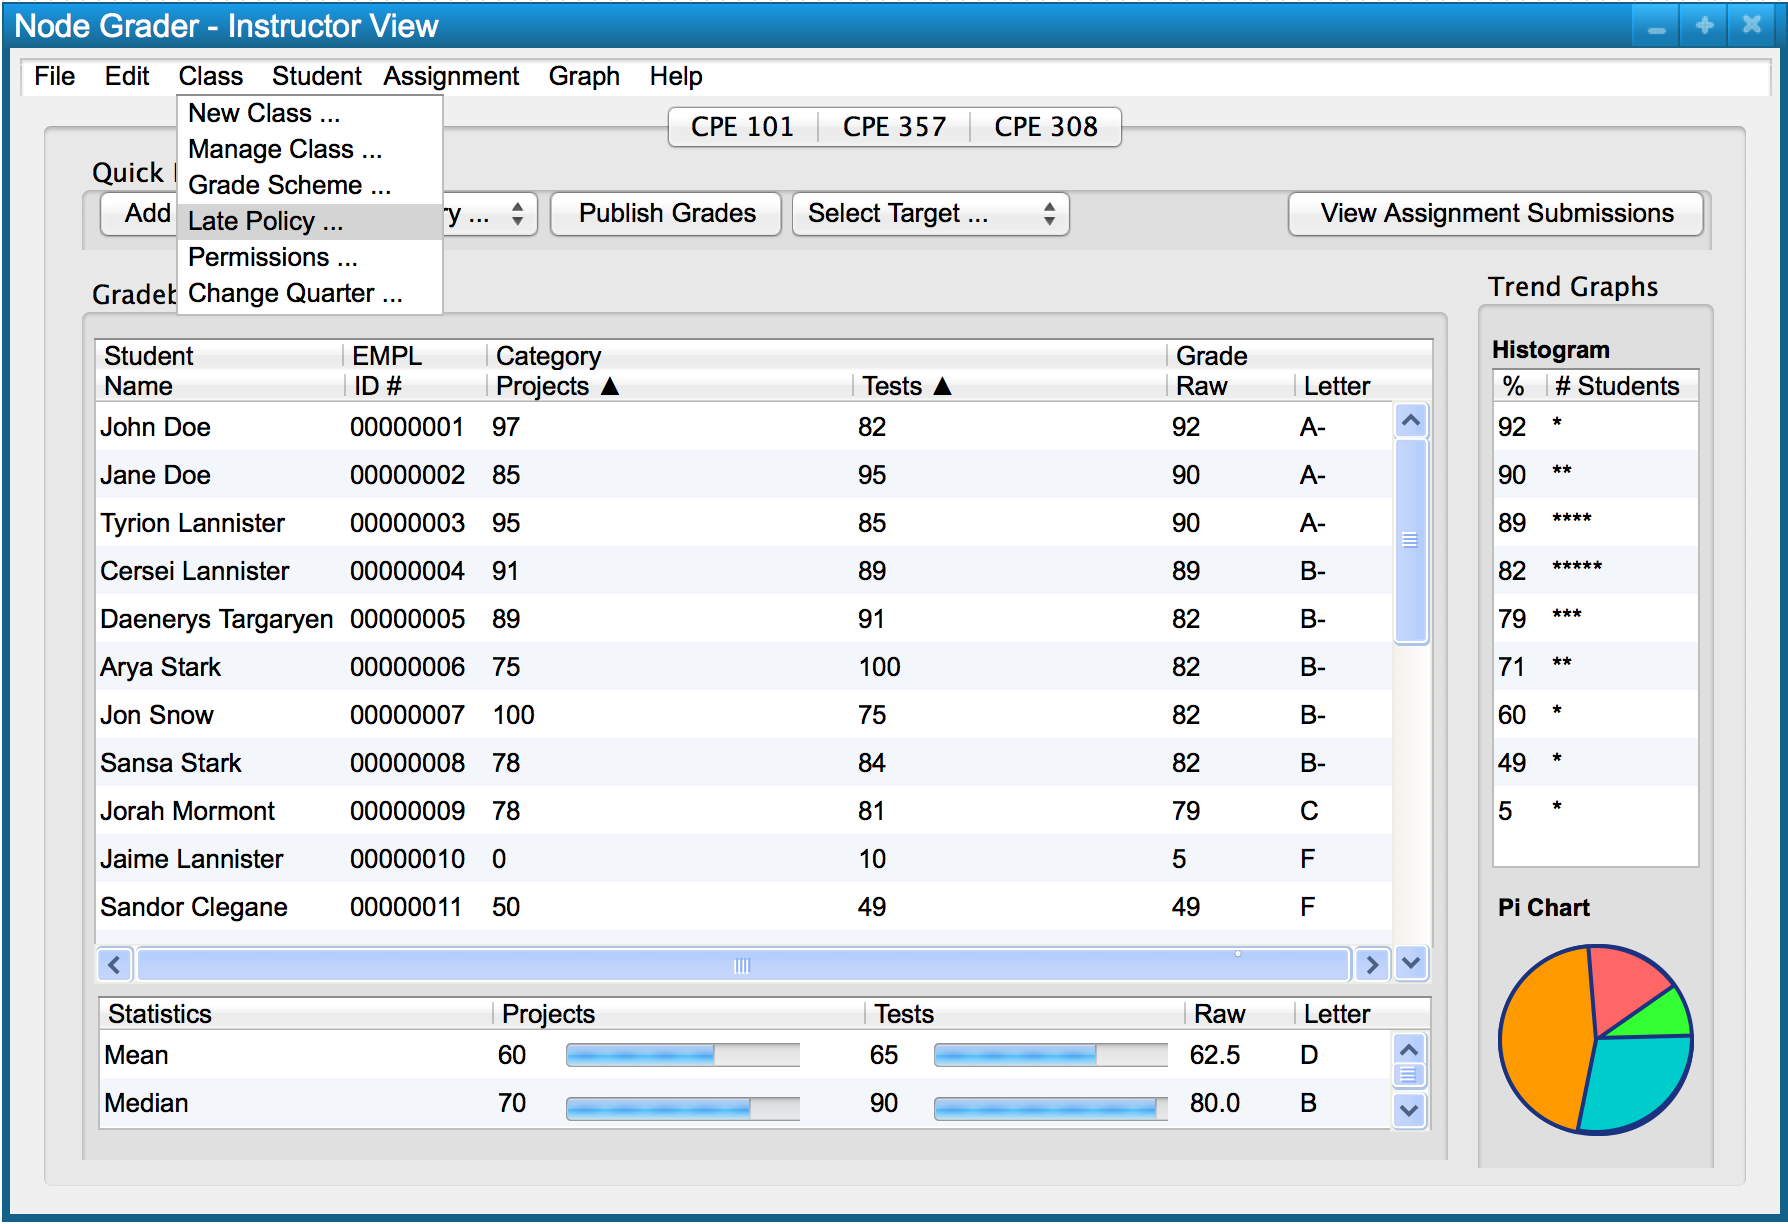 Node Grader - Instructor View
File Edit Class Student Assignment Graph Help
New Class ...
Manage Class ...
Grade Scheme ...
Late Policy ...
Permissions ...
Change Quarter ...
CPE 101 CPE 357 CPE 308
Quick
Add ... Publish Grades Select Target ... View Assignment Submissions
Student EMPL Category Grade
Name ID # Projects ▲ Tests ▲ Raw Letter
John Doe 00000001 97 82 92 A-
Jane Doe 00000002 85 95 90 A-
Tyrion Lannister 00000003 95 85 90 A-
Cersei Lannister 00000004 91 89 89 B-
Daenerys Targaryen 00000005 89 91 82 B-
Arya Stark 00000006 75 100 82 B-
Jon Snow 00000007 100 75 82 B-
Sansa Stark 00000008 78 84 82 B-
Jorah Mormont 00000009 78 81 79 C
Jaime Lannister 00000010 0 10 5 F
Sandor Clegane 00000011 50 49 49 F
Statistics Projects Tests Raw Letter
Mean 60 65 62.5 D
Median 70 90 80.0 B
Trend Graphs
Histogram
% # Students
92 *
90 **
89 ****
82 *****
79 ***
71 **
60 *
49 *
5 *
Pi Chart